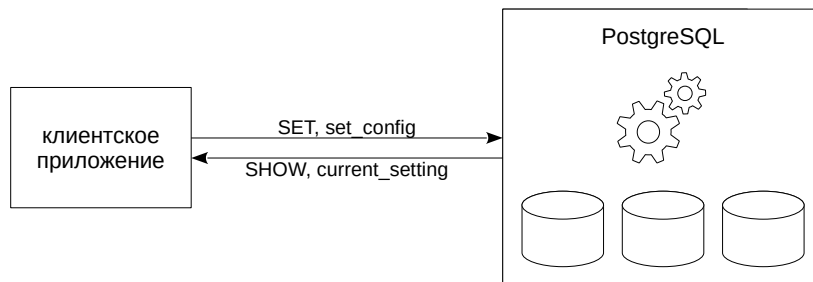 PostgreSQL
клиентское
приложение
SET, set_config
SHOW, current_setting